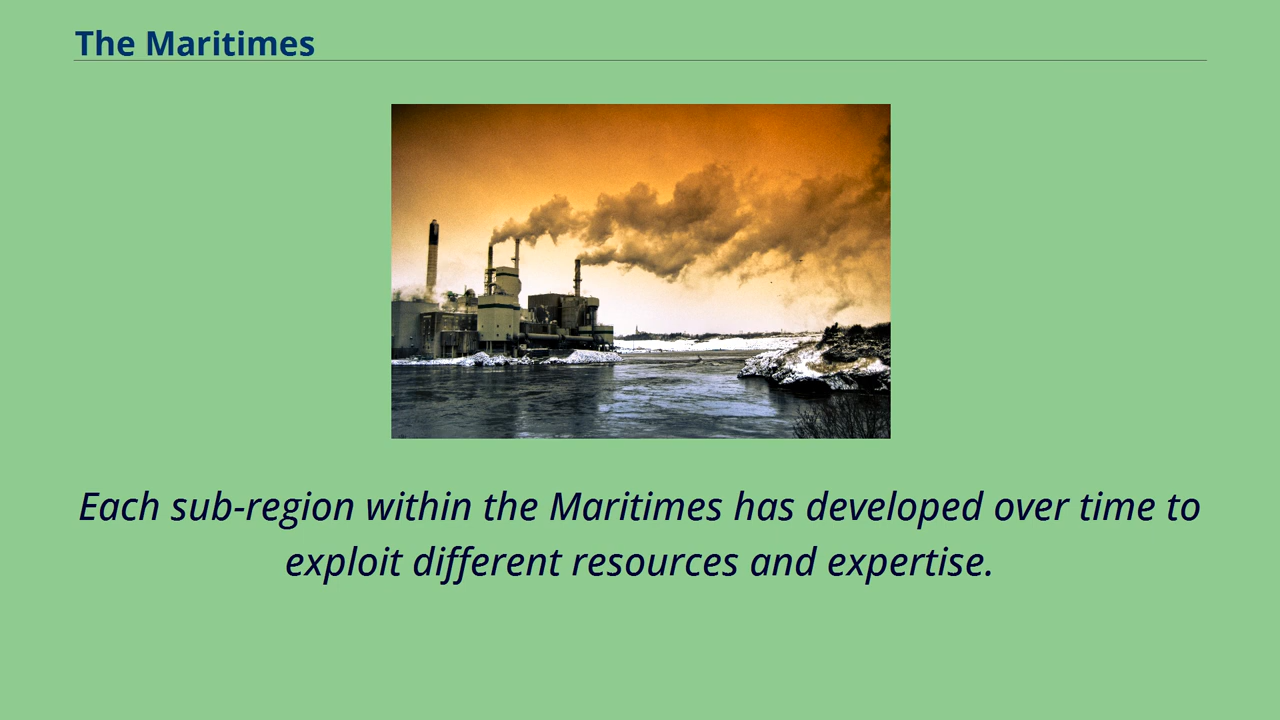 The Maritimes
Each sub-region within the Maritimes has developed over time to
exploit different resources and expertise.